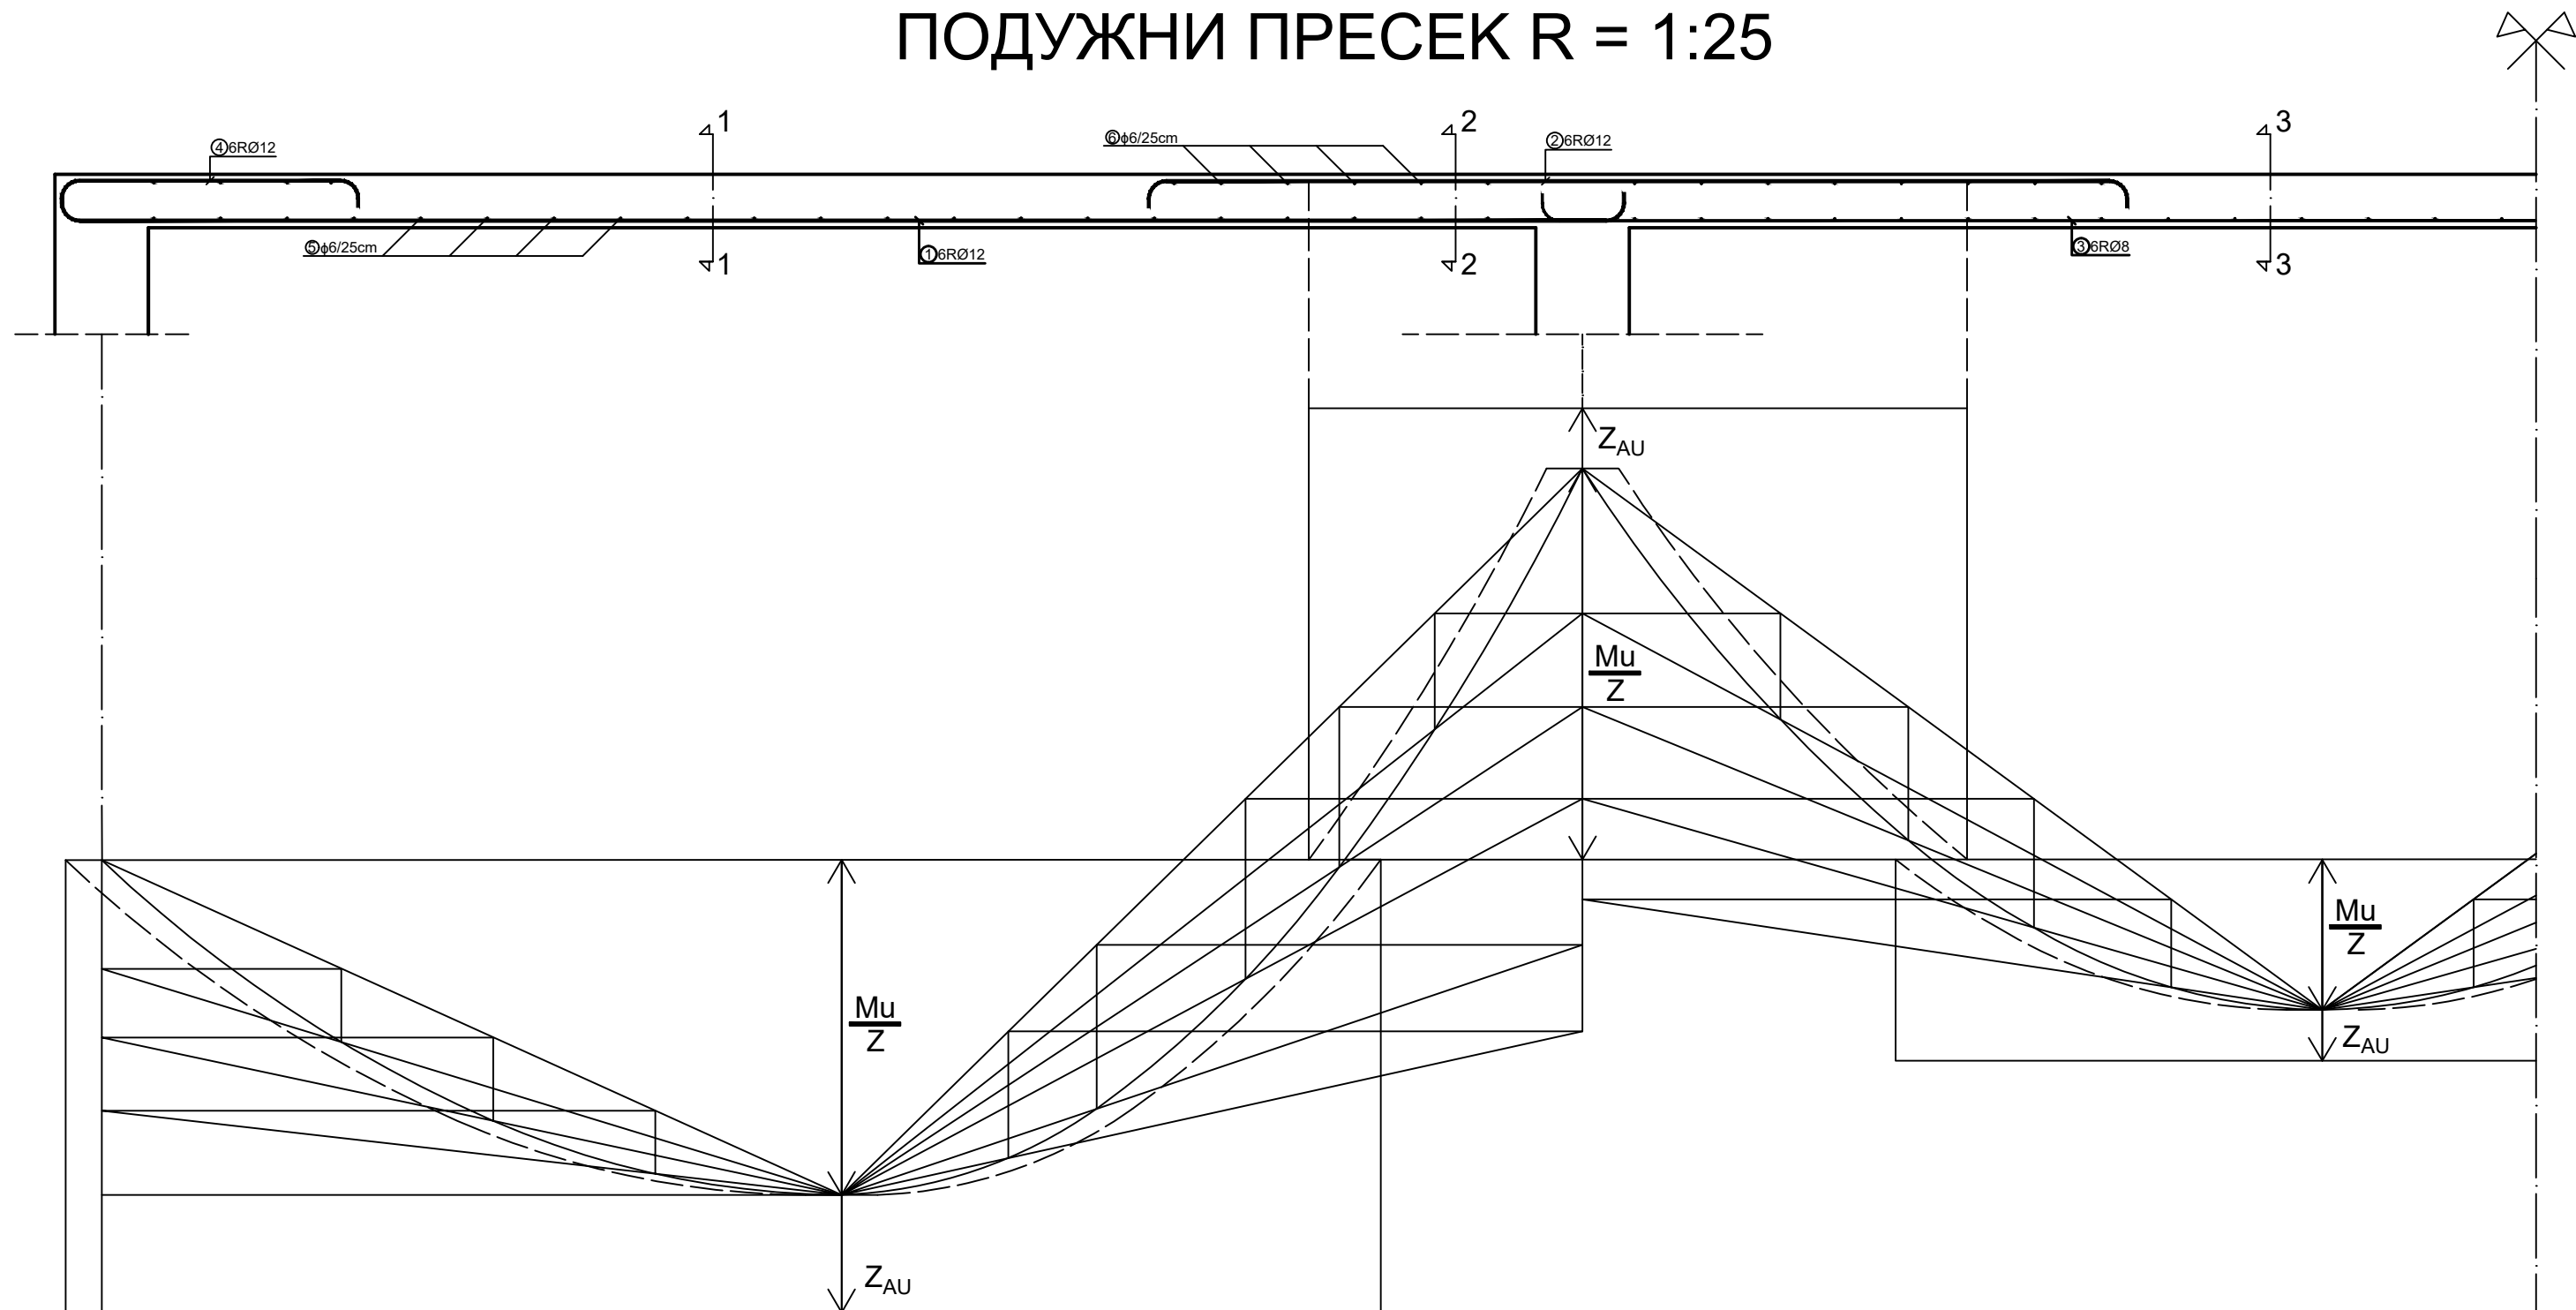 ПОДУЖНИ ПРЕСЕК R = 1:25
1
2
3
④6RØ12
⑥ϕ6/25cm
②6RØ12
⑤ϕ6/25cm
①6RØ12
③6RØ8
1
2
3
ZAU
Mu
Z
Mu
Z
Mu
Z
ZAU
ZAU